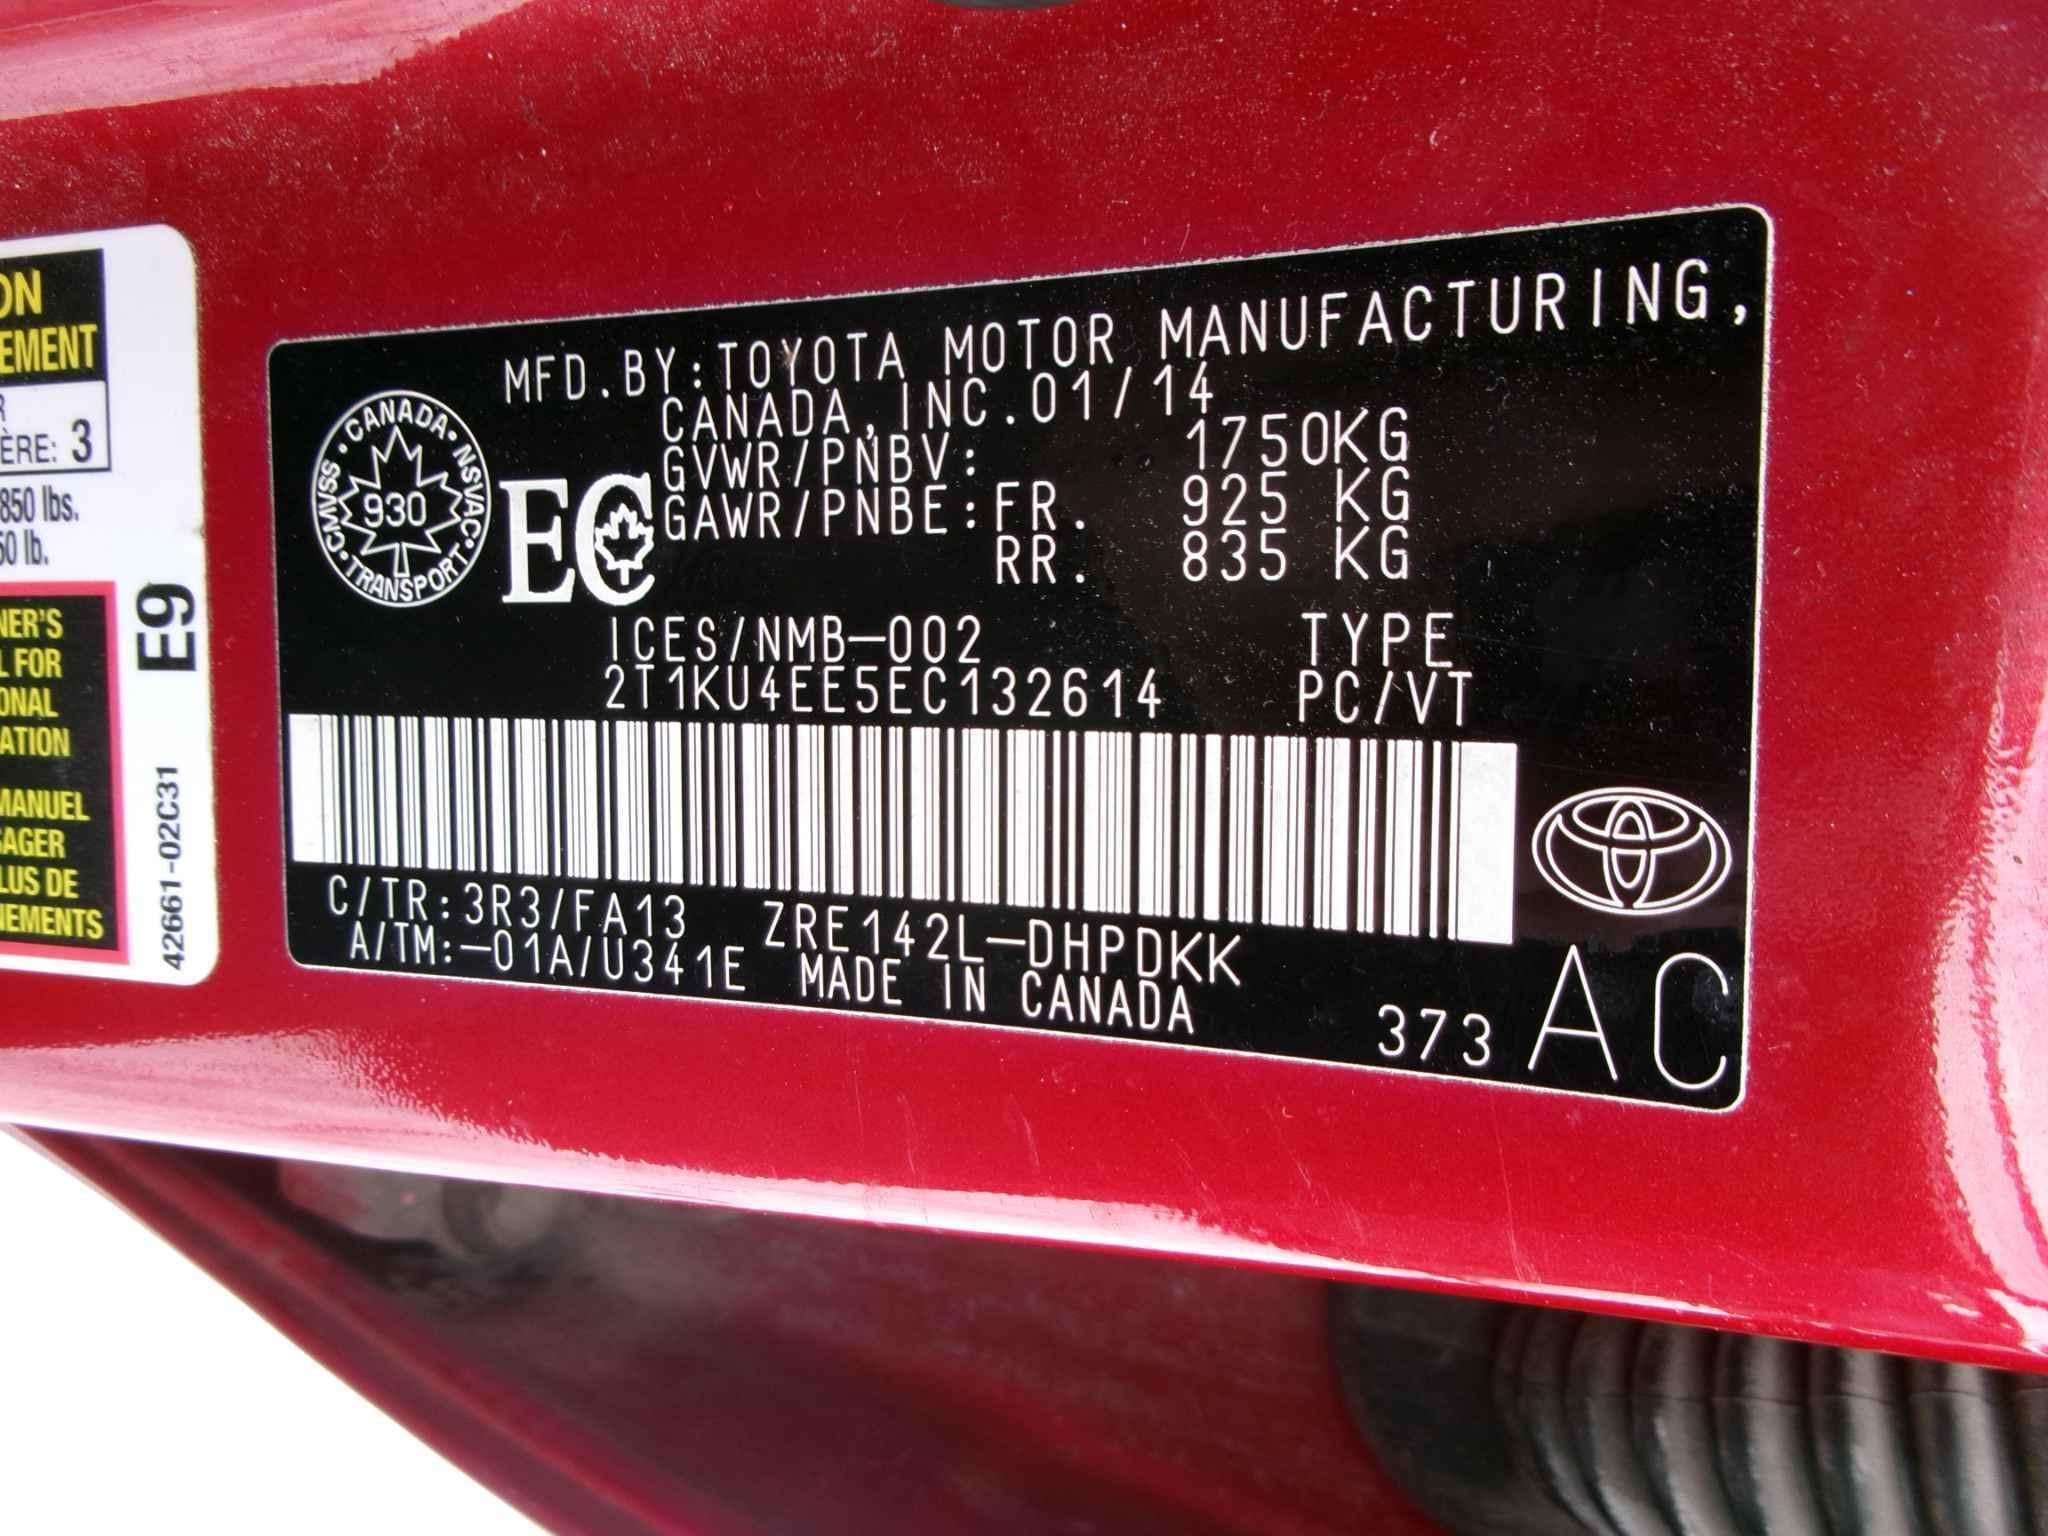 ON
EMENT
R
ÈRE: 3
850 lbs.
50 lb.
NER'S
L FOR
ONAL
ATION
MANUEL
SAGER
LUS DE
NEMENTS
E9
42661-02C31
MFD.BY:TOYOTA MOTOR MANUFACTURING,
CANADA,INC.01/14
GVWR/PNBV: 1750KG
GAWR/PNBE:FR. 925 KG
RR. 835 KG
CANADA·NSVAC·TRANSPORT·CMVSS·
930
EC
ICES/NMB-002 TYPE
2T1KU4EE5EC132614 PC/VT
C/TR:3R3/FA13 ZRE142L-DHPDKK
A/TM:-01A/U341E MADE IN CANADA
373 AC